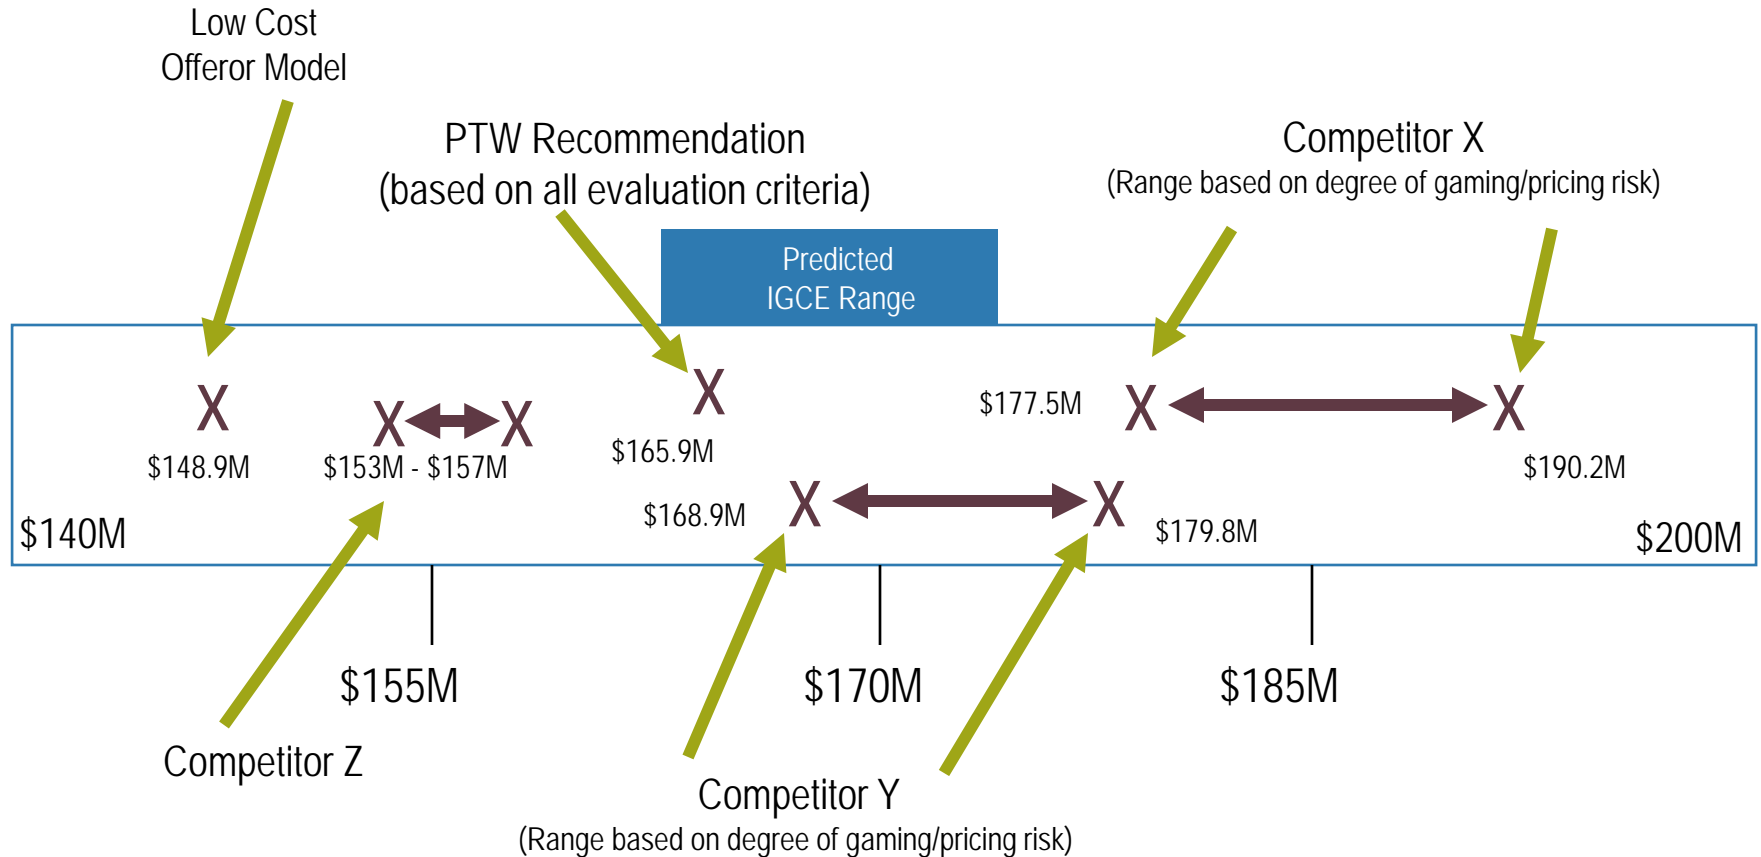 Low Cost
Offeror Model
PTW Recommendation
(based on all evaluation criteria)
Competitor X
(Range based on degree of gaming/pricing risk)
Predicted
IGCE Range
X
$148.9M
X
X
$153M - $157M
X
$165.9M
$177.5M
X
X
$190.2M
$168.9M
X
X
$179.8M
$140M
$200M
$155M
$170M
$185M
Competitor Z
Competitor Y
(Range based on degree of gaming/pricing risk)